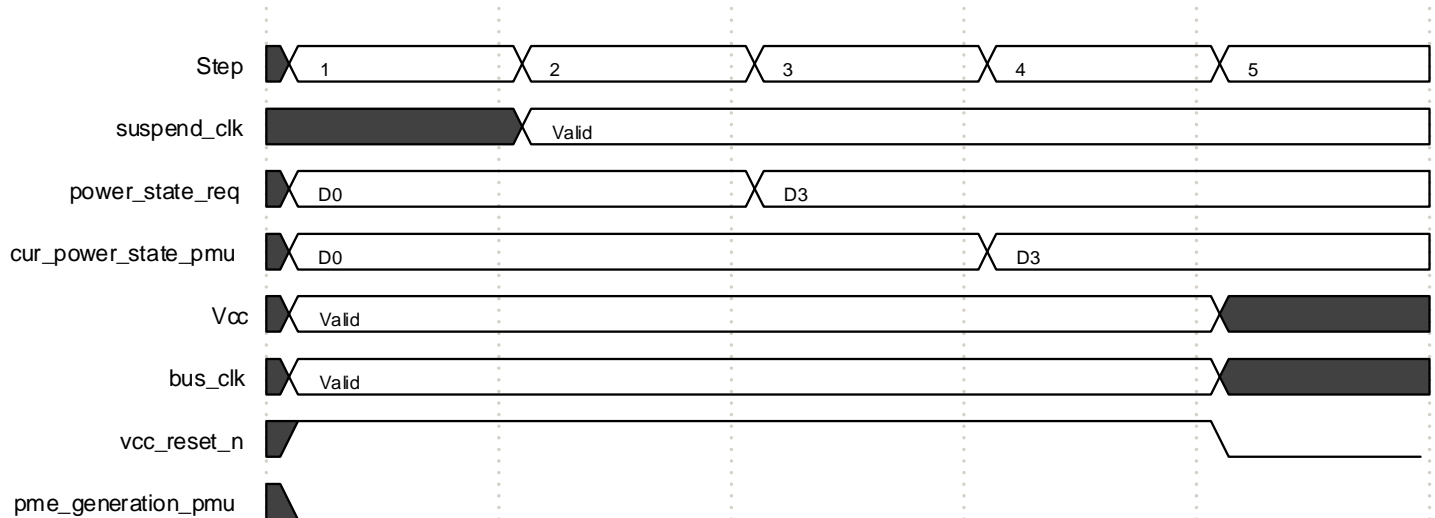 Step 1 2 3 4 5
suspend_clk Valid
power_state_req D0 D3
cur_power_state_pmu D0 D3
Vcc Valid
bus_clk Valid
vcc_reset_n
pme_generation_pmu